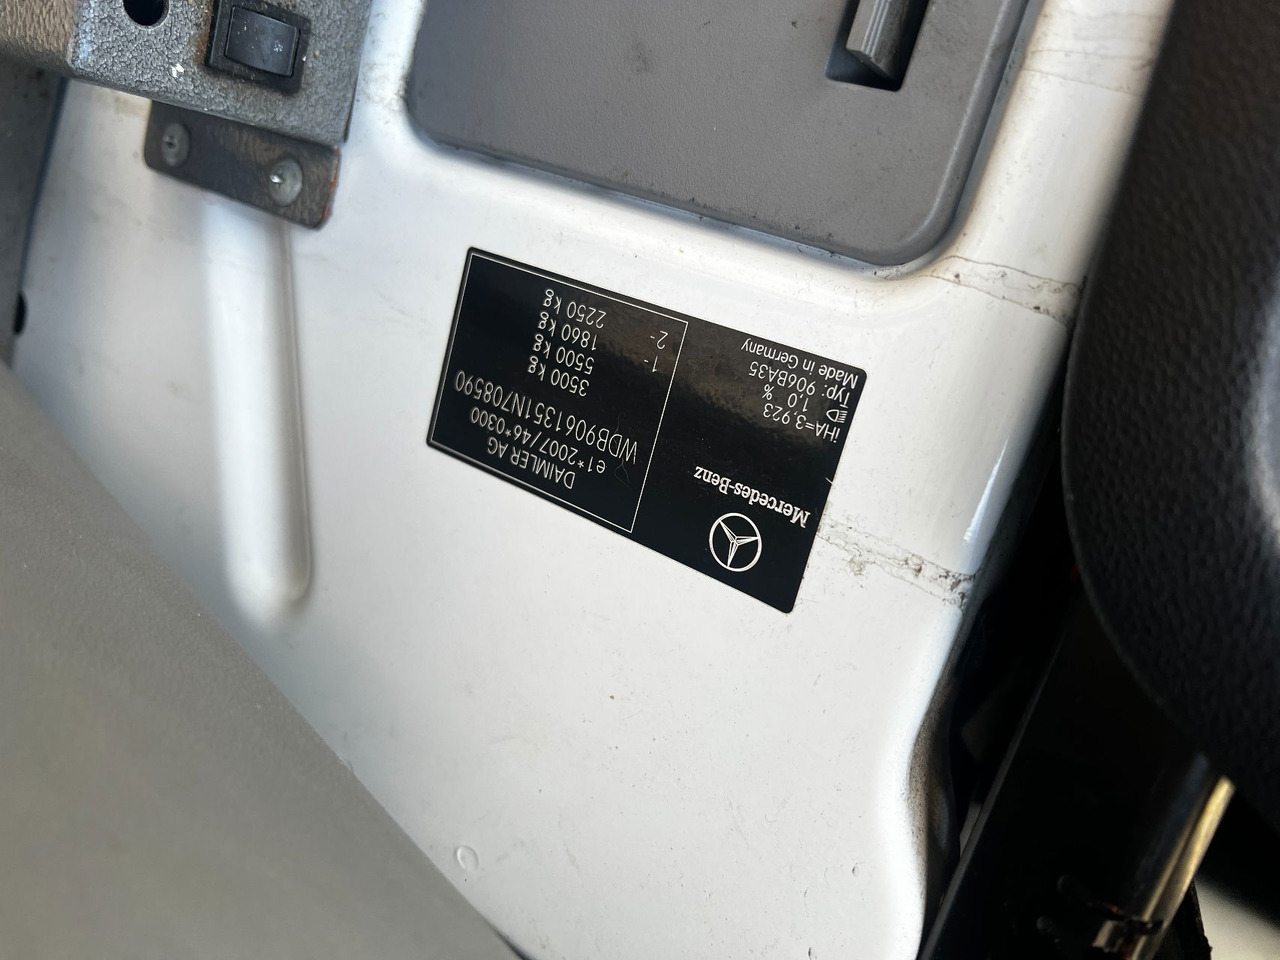 Mercedes-Benz
DAIMLER AG
e1*2007/46*0300
WDB9061351N708590
3500 kg
5500 kg
1- 1860 kg
2- 2250 kg
iHA=3,923
1,0 %
Typ: 906BA35
Made in Germany